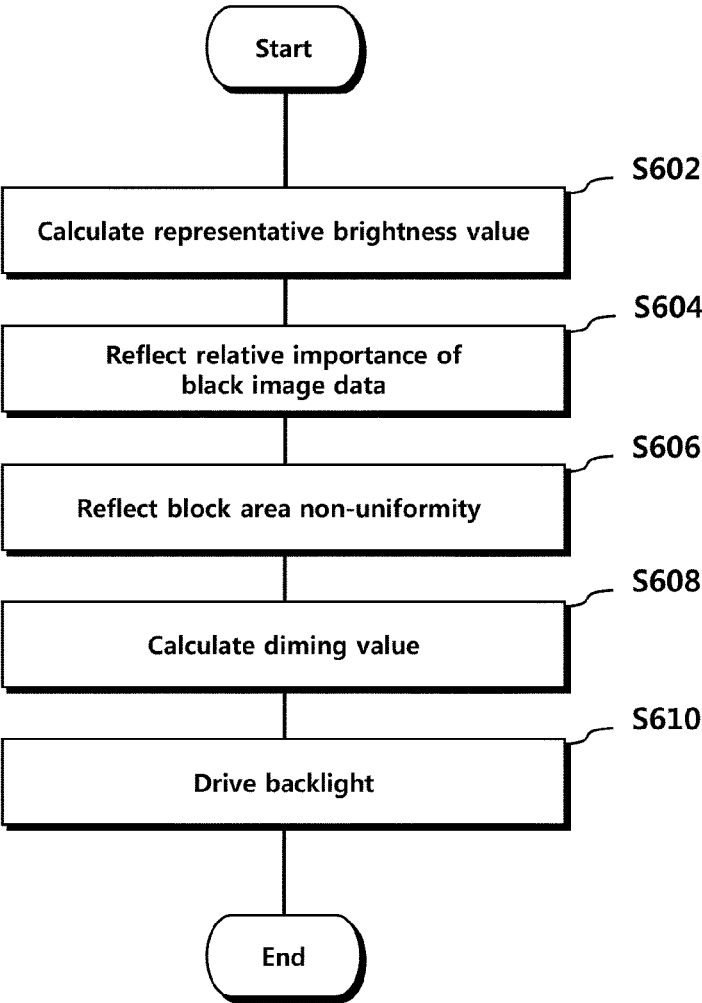 Start
S602
Calculate representative brightness value
S604
Reflect relative importance of
black image data
S606
Reflect block area non-uniformity
S608
Calculate diming value
S610
Drive backlight
End